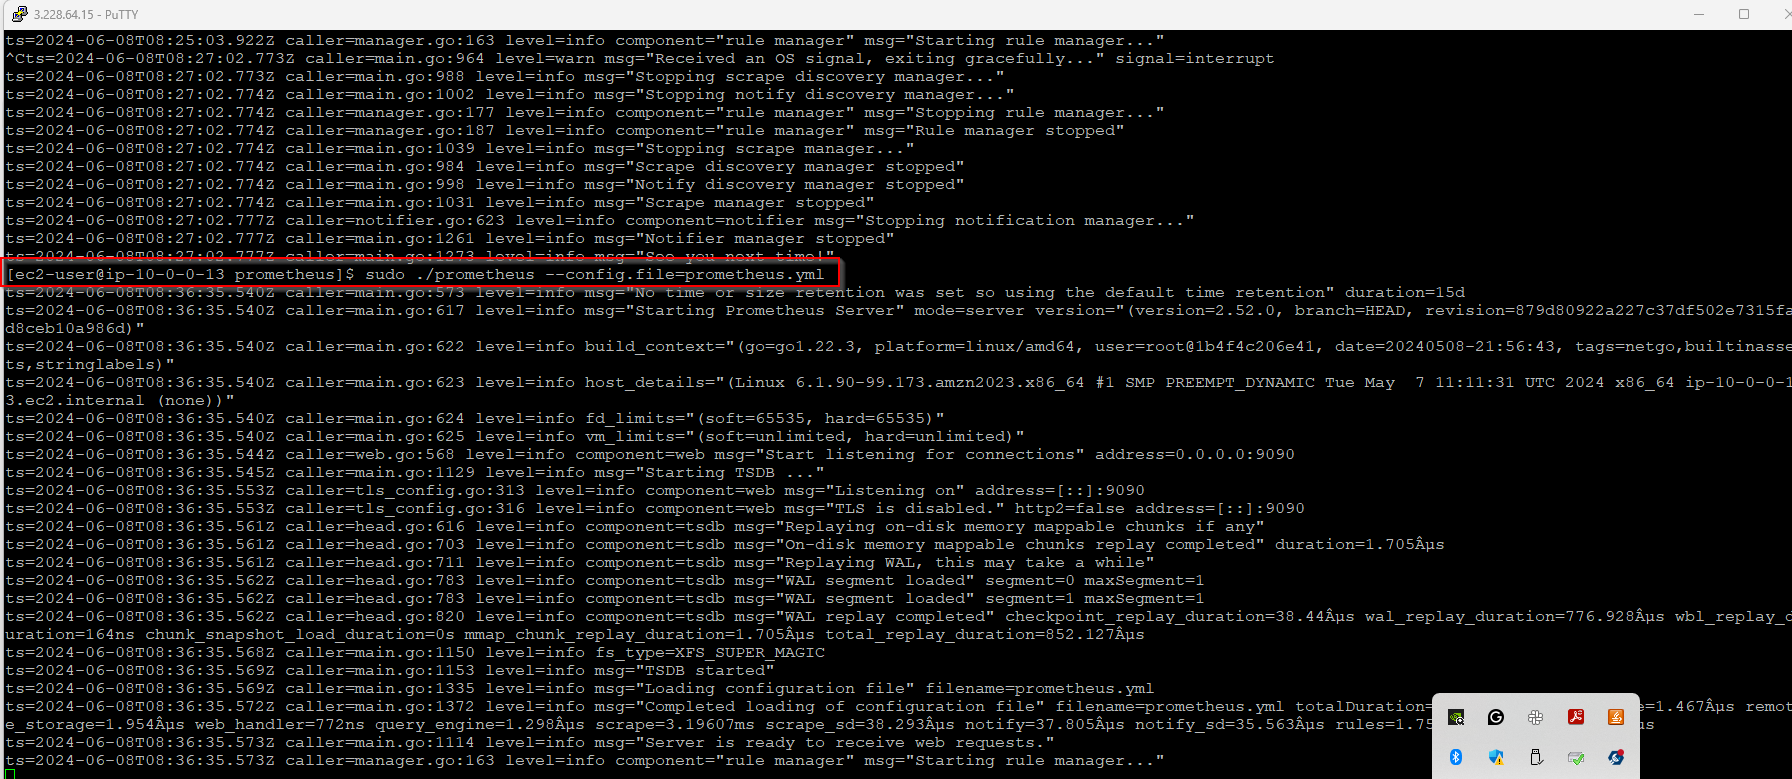 3.228.64.15 - PuTTY
ts=2024-06-08T08:25:03.922Z caller=manager.go:163 level=info component="rule manager" msg="Starting rule manager..."
^Cts=2024-06-08T08:27:02.773Z caller=main.go:964 level=warn msg="Received an OS signal, exiting gracefully..." signal=interrupt
ts=2024-06-08T08:27:02.773Z caller=main.go:988 level=info msg="Stopping scrape discovery manager..."
ts=2024-06-08T08:27:02.774Z caller=main.go:1002 level=info msg="Stopping notify discovery manager..."
ts=2024-06-08T08:27:02.774Z caller=manager.go:177 level=info component="rule manager" msg="Stopping rule manager..."
ts=2024-06-08T08:27:02.774Z caller=manager.go:187 level=info component="rule manager" msg="Rule manager stopped"
ts=2024-06-08T08:27:02.774Z caller=main.go:1039 level=info msg="Stopping scrape manager..."
ts=2024-06-08T08:27:02.774Z caller=main.go:984 level=info msg="Scrape discovery manager stopped"
ts=2024-06-08T08:27:02.774Z caller=main.go:998 level=info msg="Notify discovery manager stopped"
ts=2024-06-08T08:27:02.774Z caller=main.go:1031 level=info msg="Scrape manager stopped"
ts=2024-06-08T08:27:02.777Z caller=notifier.go:623 level=info component=notifier msg="Stopping notification manager..."
ts=2024-06-08T08:27:02.777Z caller=main.go:1261 level=info msg="Notifier manager stopped"
ts=2024-06-08T08:27:02.777Z caller=main.go:1273 level=info msg="See you next time!"
[ec2-user@ip-10-0-0-13 prometheus]$ sudo ./prometheus --config.file=prometheus.yml
ts=2024-06-08T08:36:35.540Z caller=main.go:573 level=info msg="No time or size retention was set so using the default time retention" duration=15d
ts=2024-06-08T08:36:35.540Z caller=main.go:617 level=info msg="Starting Prometheus Server" mode=server version="(version=2.52.0, branch=HEAD, revision=879d80922a227c37df502e7315fa
d8ceb10a986d)"
ts=2024-06-08T08:36:35.540Z caller=main.go:622 level=info build_context="(go=go1.22.3, platform=linux/amd64, user=root@1b4f4c206e41, date=20240508-21:56:43, tags=netgo,builtinasse
ts,stringlabels)"
ts=2024-06-08T08:36:35.540Z caller=main.go:623 level=info host_details="(Linux 6.1.90-99.173.amzn2023.x86_64 #1 SMP PREEMPT_DYNAMIC Tue May  7 11:11:31 UTC 2024 x86_64 ip-10-0-0-1
3.ec2.internal (none))"
ts=2024-06-08T08:36:35.540Z caller=main.go:624 level=info fd_limits="(soft=65535, hard=65535)"
ts=2024-06-08T08:36:35.540Z caller=main.go:625 level=info vm_limits="(soft=unlimited, hard=unlimited)"
ts=2024-06-08T08:36:35.544Z caller=web.go:568 level=info component=web msg="Start listening for connections" address=0.0.0.0:9090
ts=2024-06-08T08:36:35.545Z caller=main.go:1129 level=info msg="Starting TSDB ..."
ts=2024-06-08T08:36:35.553Z caller=tls_config.go:313 level=info component=web msg="Listening on" address=[::]:9090
ts=2024-06-08T08:36:35.553Z caller=tls_config.go:316 level=info component=web msg="TLS is disabled." http2=false address=[::]:9090
ts=2024-06-08T08:36:35.561Z caller=head.go:616 level=info component=tsdb msg="Replaying on-disk memory mappable chunks if any"
ts=2024-06-08T08:36:35.561Z caller=head.go:703 level=info component=tsdb msg="On-disk memory mappable chunks replay completed" duration=1.705Âµs
ts=2024-06-08T08:36:35.561Z caller=head.go:711 level=info component=tsdb msg="Replaying WAL, this may take a while"
ts=2024-06-08T08:36:35.562Z caller=head.go:783 level=info component=tsdb msg="WAL segment loaded" segment=0 maxSegment=1
ts=2024-06-08T08:36:35.562Z caller=head.go:783 level=info component=tsdb msg="WAL segment loaded" segment=1 maxSegment=1
ts=2024-06-08T08:36:35.562Z caller=head.go:820 level=info component=tsdb msg="WAL replay completed" checkpoint_replay_duration=38.44Âµs wal_replay_duration=776.928Âµs wbl_replay_d
uration=164ns chunk_snapshot_load_duration=0s mmap_chunk_replay_duration=1.705Âµs total_replay_duration=852.127Âµs
ts=2024-06-08T08:36:35.568Z caller=main.go:1150 level=info fs_type=XFS_SUPER_MAGIC
ts=2024-06-08T08:36:35.569Z caller=main.go:1153 level=info msg="TSDB started"
ts=2024-06-08T08:36:35.569Z caller=main.go:1335 level=info msg="Loading configuration file" filename=prometheus.yml
ts=2024-06-08T08:36:35.572Z caller=main.go:1372 level=info msg="Completed loading of configuration file" filename=prometheus.yml totalDuration= =1.467Âµs remot
e_storage=1.954Âµs web_handler=772ns query_engine=1.298Âµs scrape=3.19607ms scrape_sd=38.293Âµs notify=37.805Âµs notify_sd=35.563Âµs rules=1.75
ts=2024-06-08T08:36:35.573Z caller=main.go:1114 level=info msg="Server is ready to receive web requests."
ts=2024-06-08T08:36:35.573Z caller=manager.go:163 level=info component="rule manager" msg="Starting rule manager..."